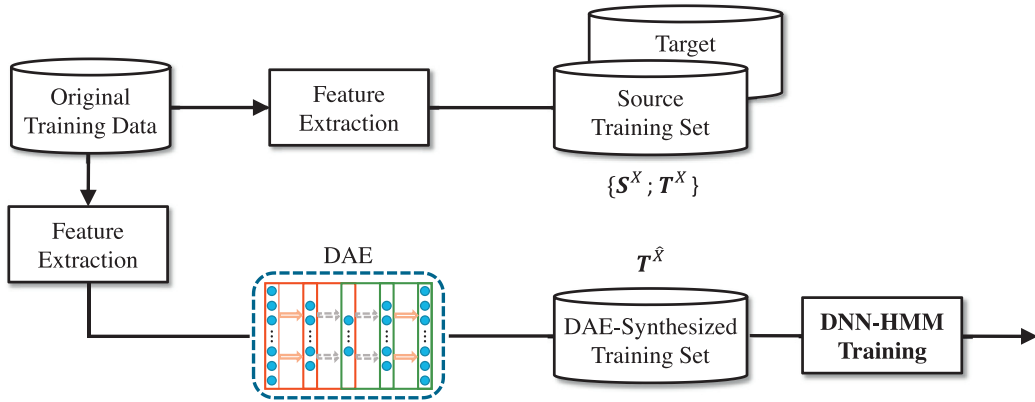 Original
Training Data
Feature
Extraction
Target
Source
Training Set
{S^X ; T^X}
Feature
Extraction
DAE
T^X̂
DAE-Synthesized
Training Set
DNN-HMM
Training